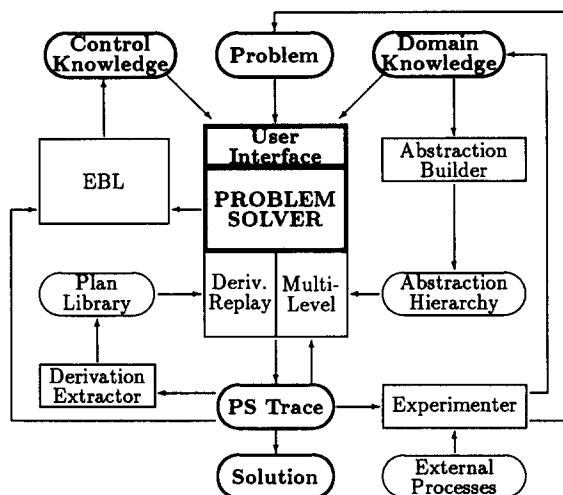 Control
Knowledge
Problem
Domain
Knowledge
User
Interface
EBL
PROBLEM
SOLVER
Abstraction
Builder
Plan
Library
Deriv.
Replay
Multi-
Level
Abstraction
Hierarchy
Derivation
Extractor
PS Trace
Experimenter
Solution
External
Processes